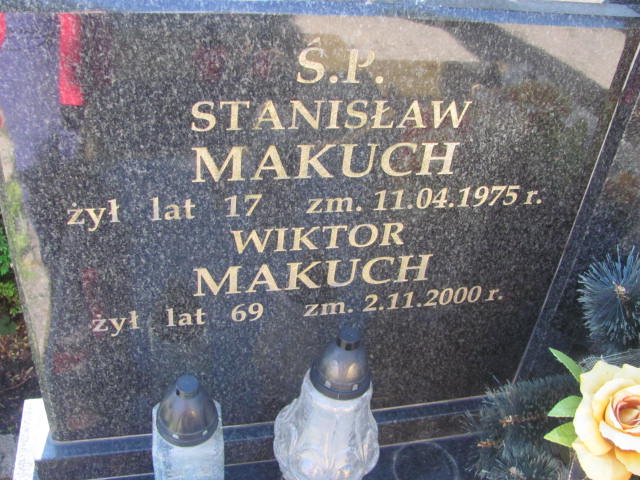 Ś.P.
STANISŁAW
MAKUCH
żył lat 17 zm. 11.04.1975 r.
WIKTOR
MAKUCH
żył lat 69 zm. 2.11.2000 r.